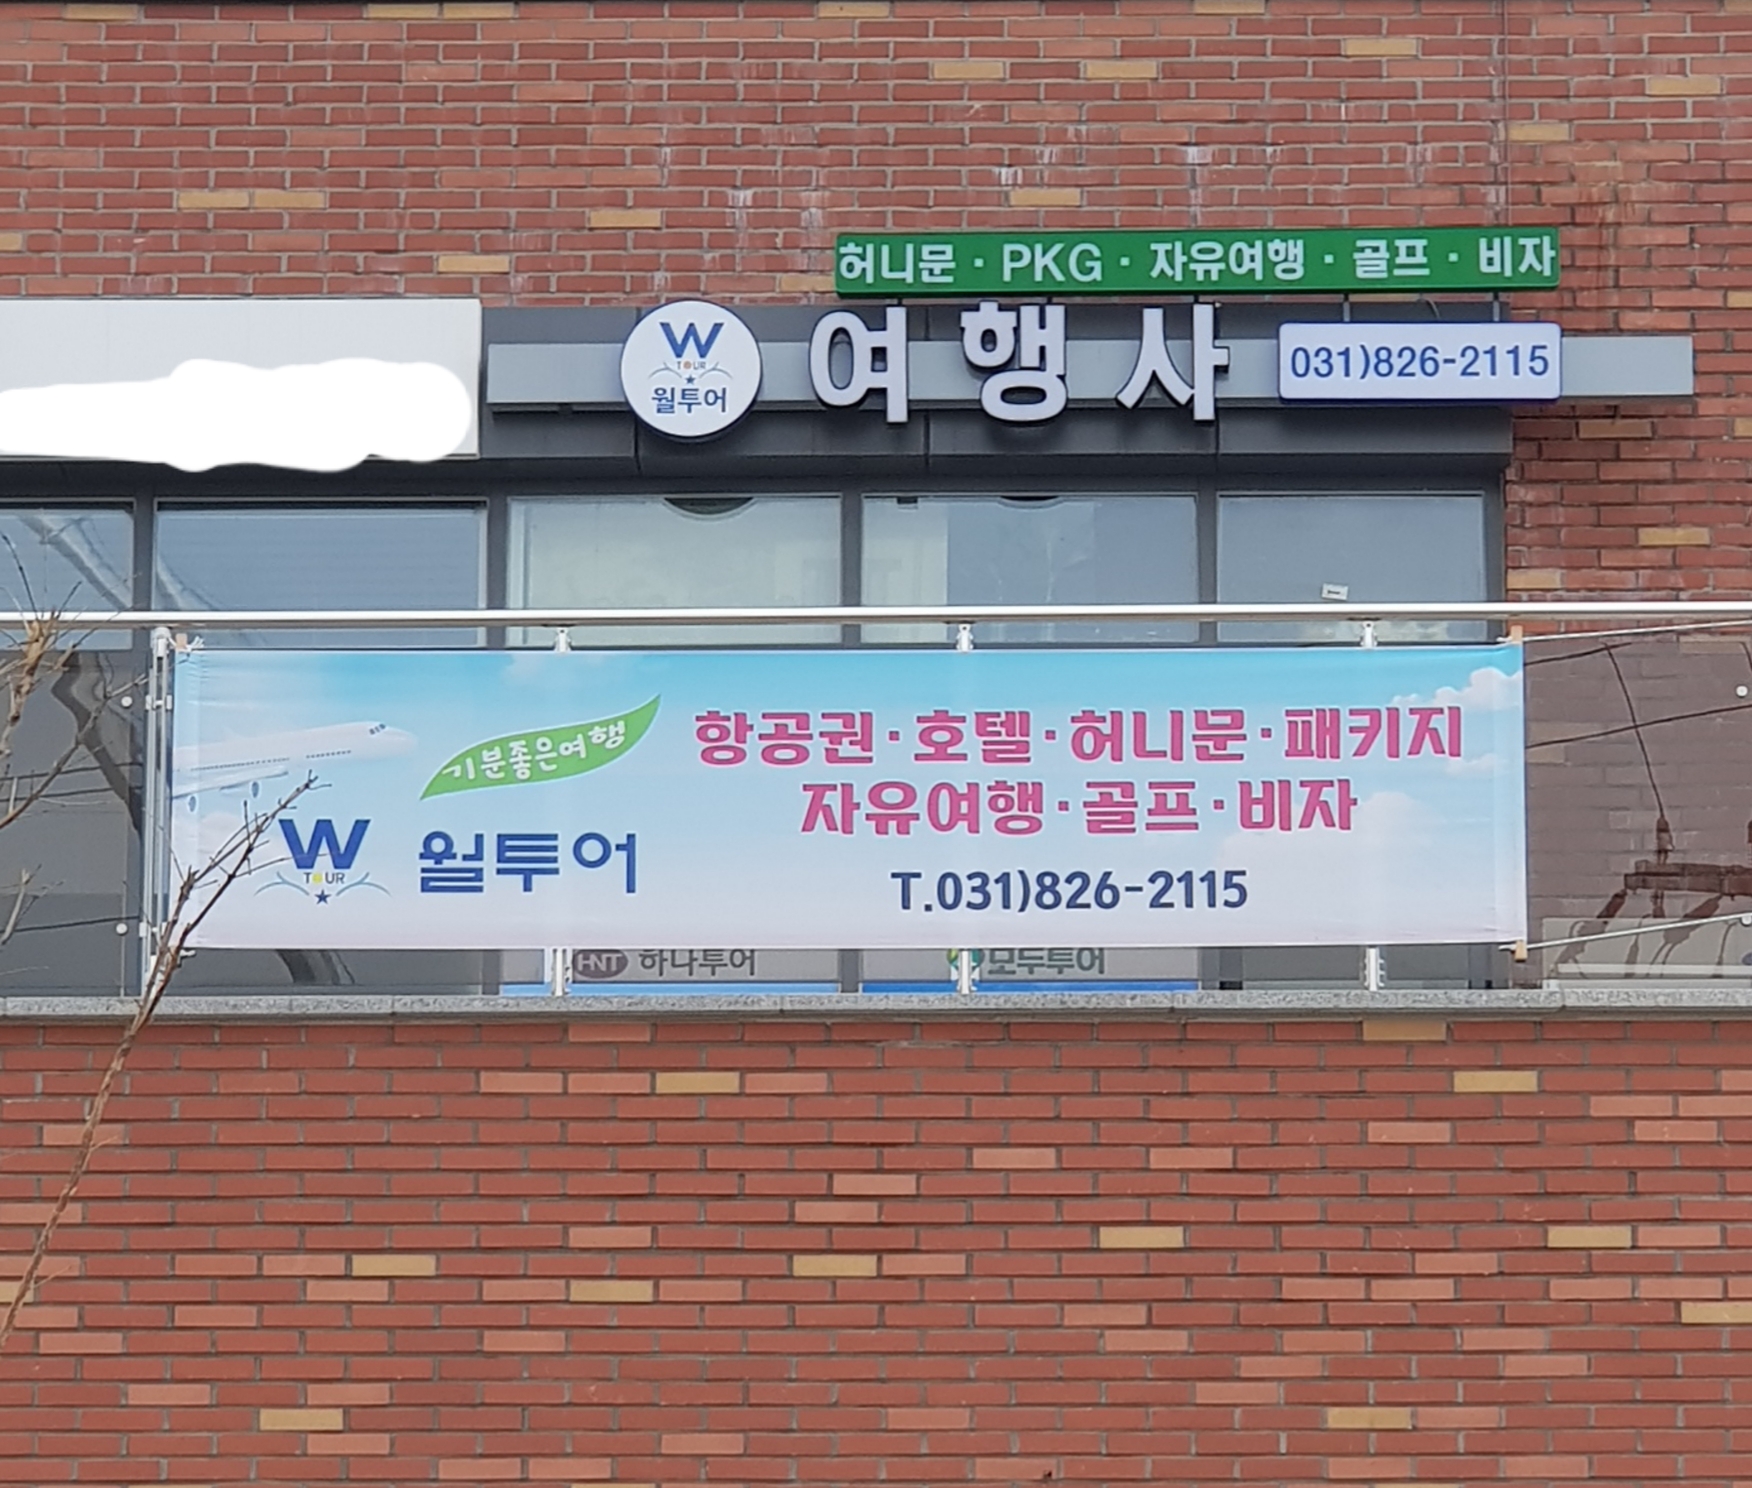 허니문 · PKG · 자유여행 · 골프 · 비자
W
TOUR
월투어
여행사
031)826-2115
기분좋은여행
항공권·호텔·허니문·패키지
자유여행·골프·비자
W
TOUR
월투어
T.031)826-2115
HNT 하나투어
모두투어